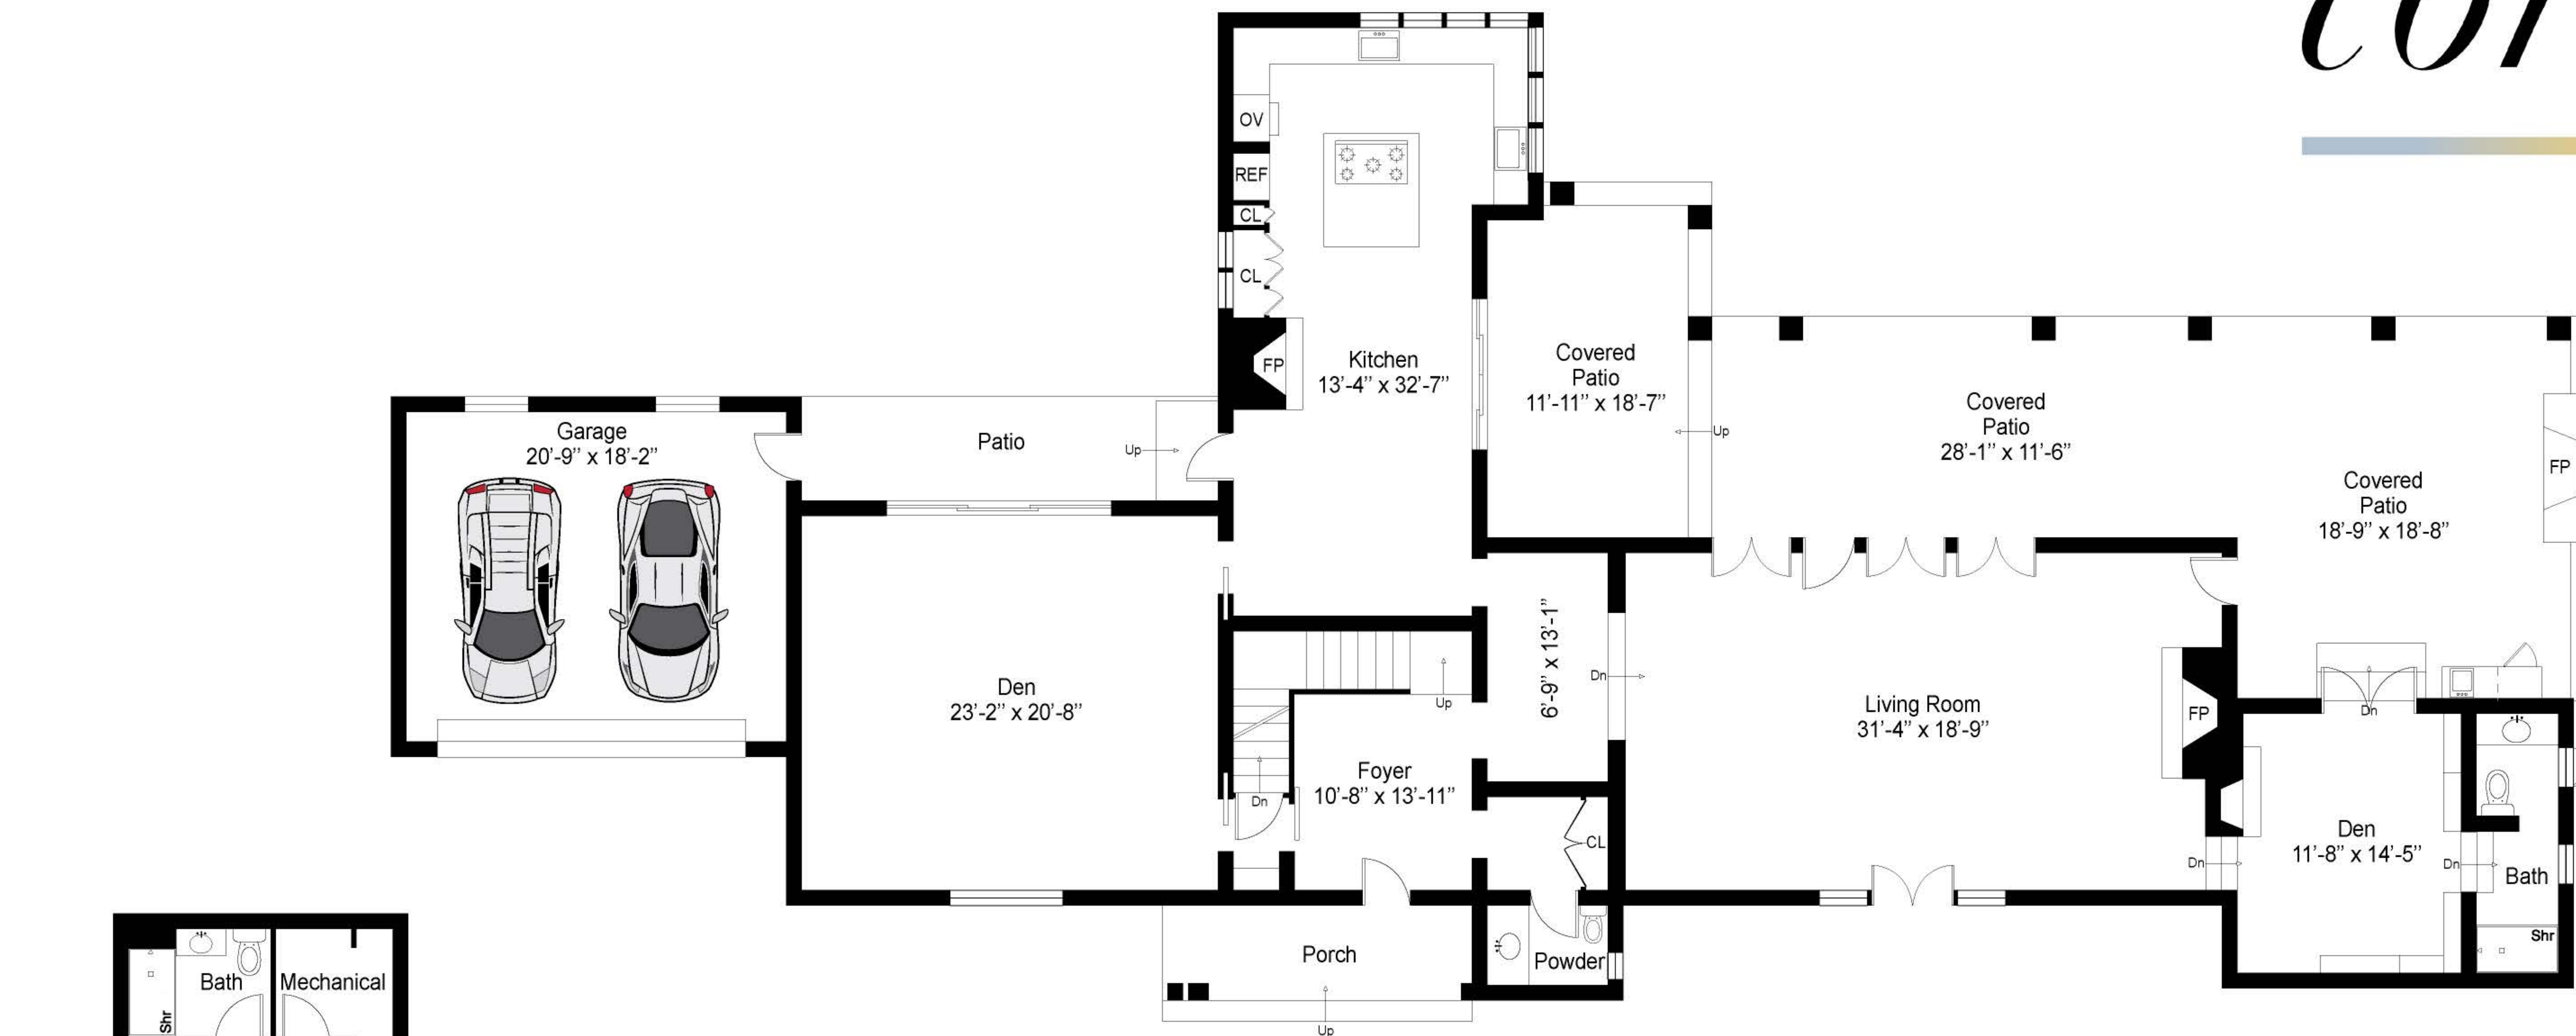 OV
REF
CL
CL
FP
Kitchen
13'-4" x 32'-7"
Covered
Patio
11'-11" x 18'-7"
Up
Covered
Patio
28'-1" x 11'-6"
Covered
Patio
18'-9" x 18'-8"
FP
Garage
20'-9" x 18'-2"
Patio
Up
Den
23'-2" x 20'-8"
Up
Dn
Foyer
10'-8" x 13'-11"
6'-9" x 13'-1"
Dn
CL
Living Room
31'-4" x 18'-9"
FP
Dn
Dn
Den
11'-8" x 14'-5"
Dn
Bath
Shr
Porch
Up
Powder
Bath
Shr
Mechanical